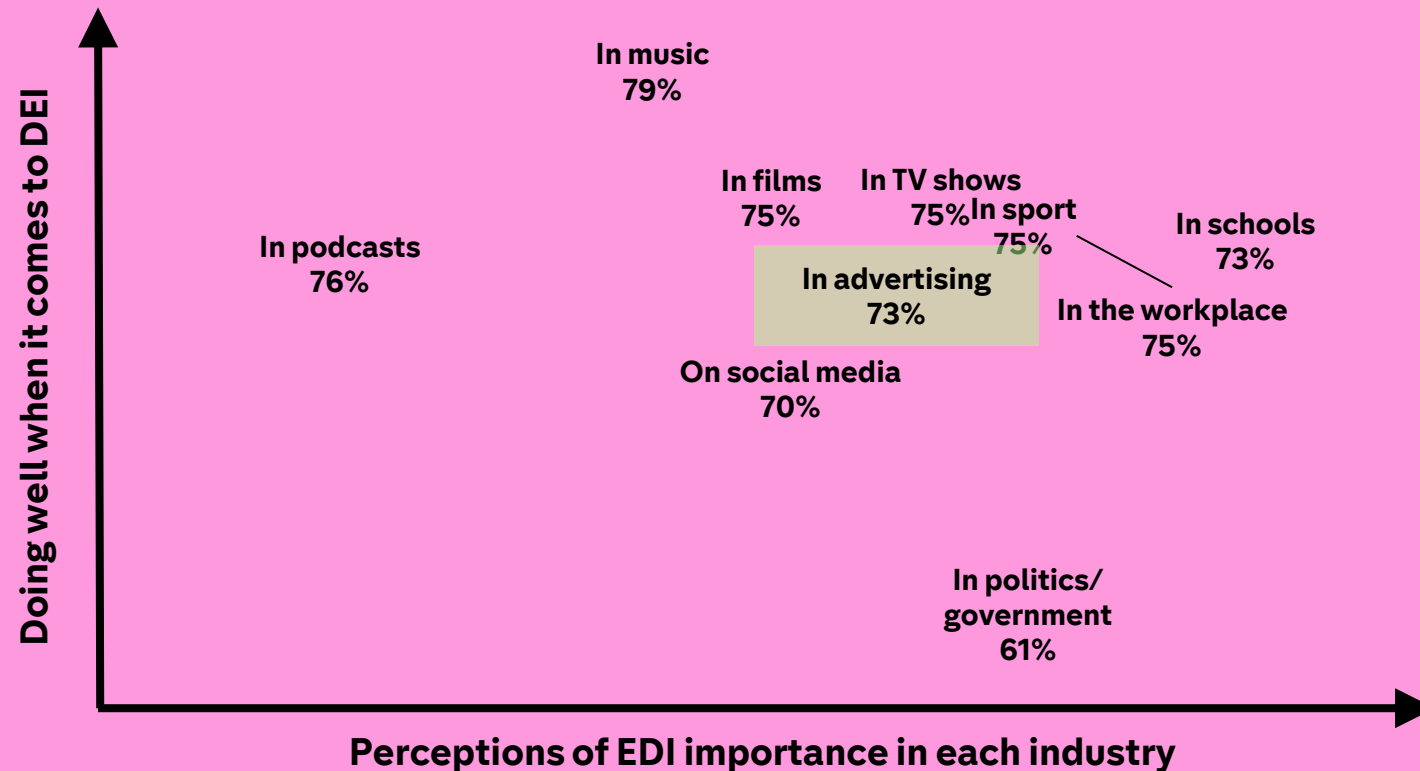 Doing well when it comes to DEI
In music
79%
In films
75%
In TV shows
75%
In sport
75%
In schools
73%
In podcasts
76%
In advertising
73%
In the workplace
75%
On social media
70%
In politics/
government
61%
Perceptions of EDI importance in each industry